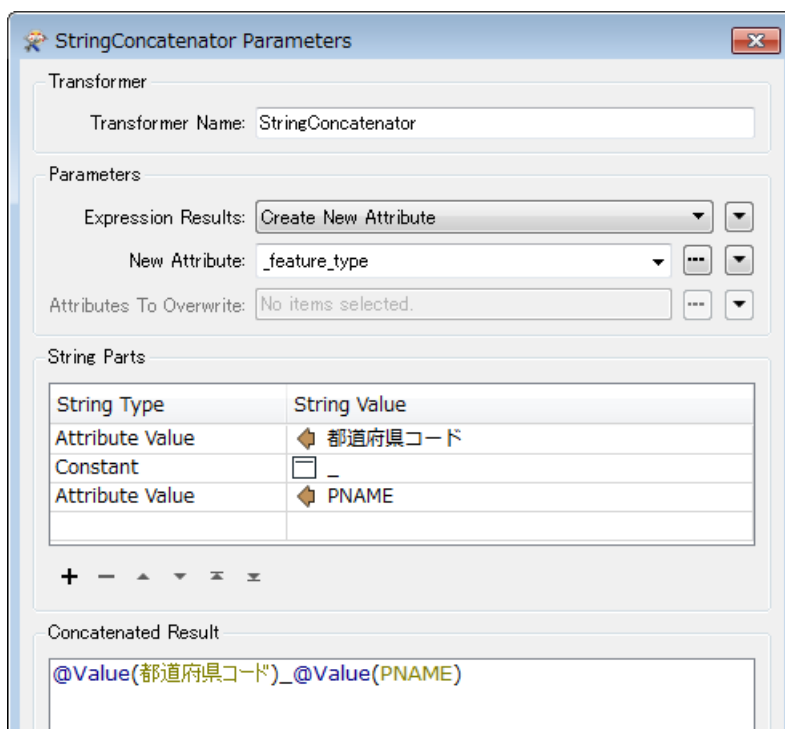 StringConcatenator Parameters
Transformer
Transformer Name: StringConcatenator
Parameters
Expression Results: Create New Attribute
New Attribute: _feature_type
Attributes To Overwrite: No items selected.
String Parts
String Type String Value
Attribute Value 都道府県コード
Constant _
Attribute Value PNAME
Concatenated Result
@Value(都道府県コード)_@Value(PNAME)